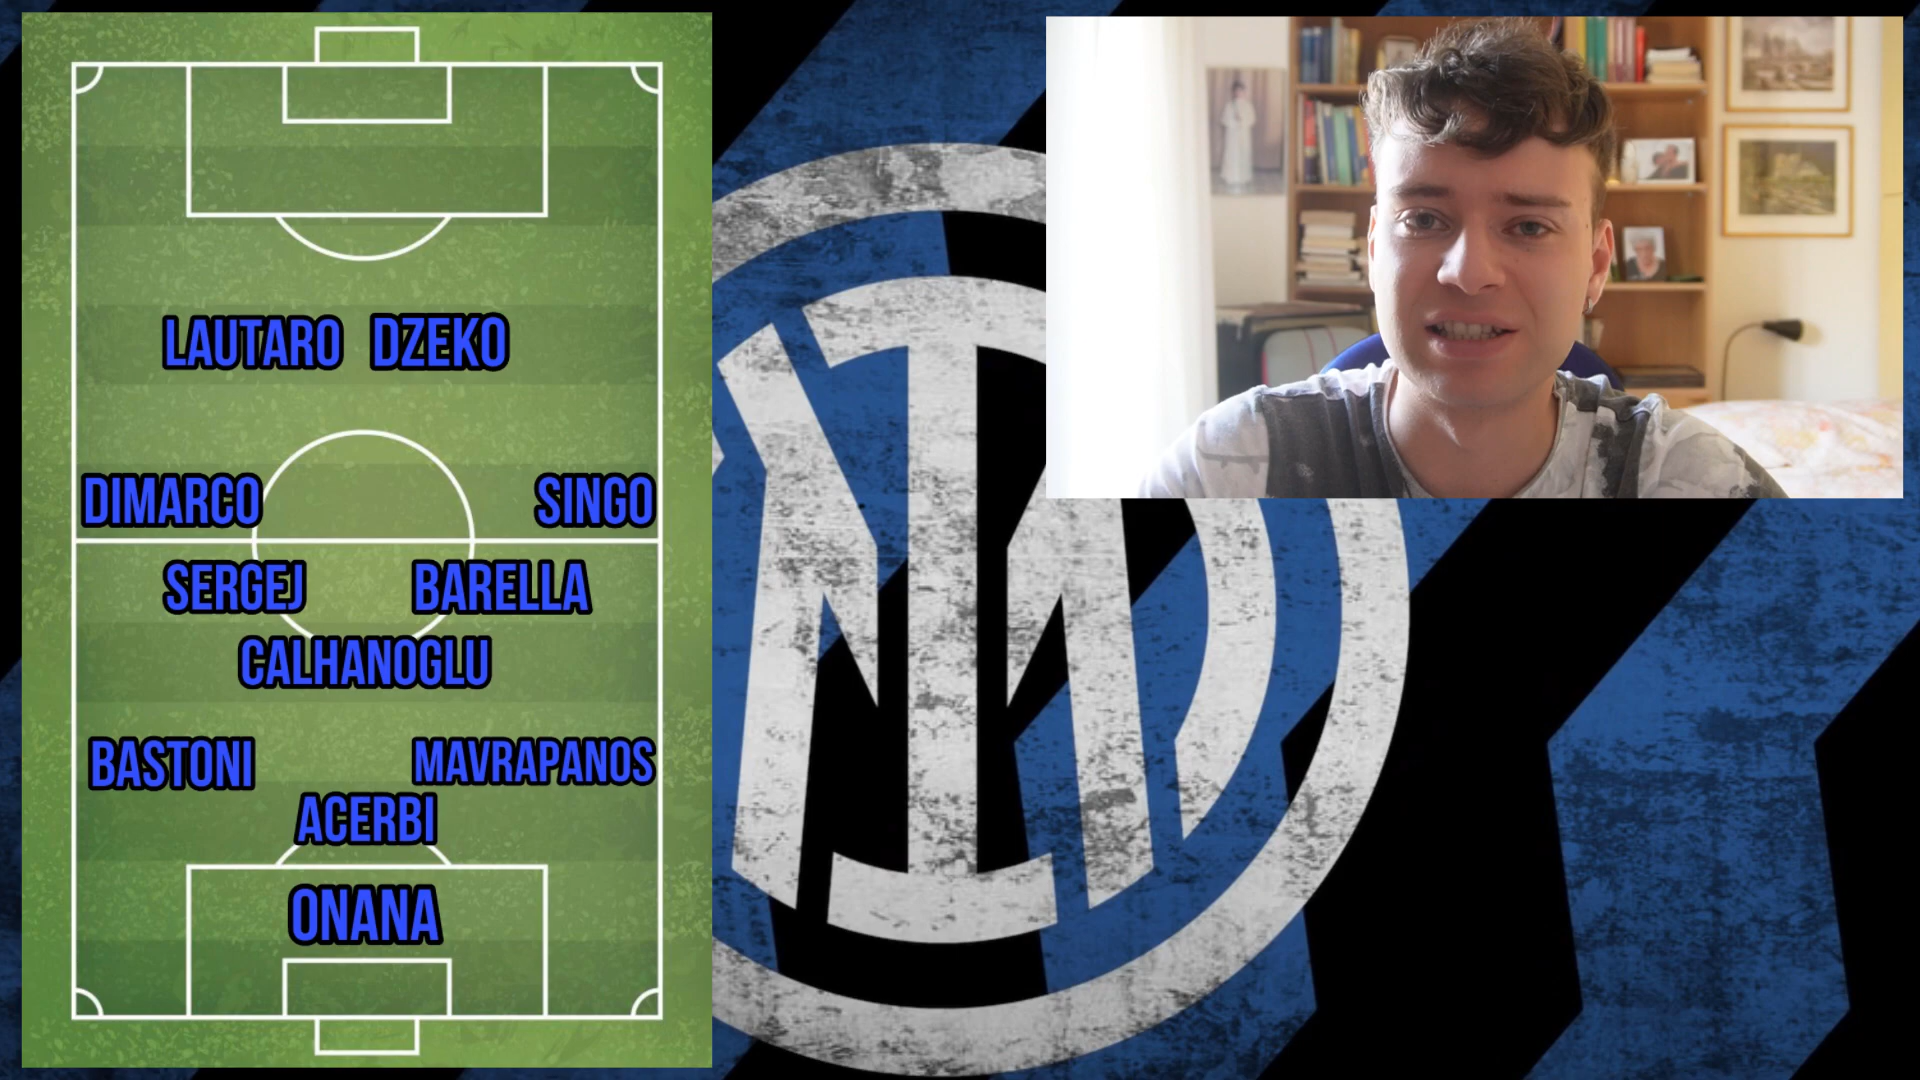 LAUTARO DZEKO
DIMARCO SINGO
SERGEJ BARELLA
CALHANOGLU
BASTONI MAVRAPANOS
ACERBI
ONANA